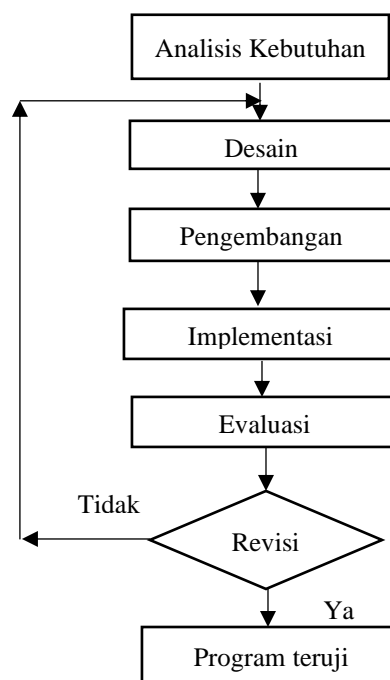 Analisis Kebutuhan
Desain
Pengembangan
Implementasi
Evaluasi
Tidak
Revisi
Ya
Program teruji